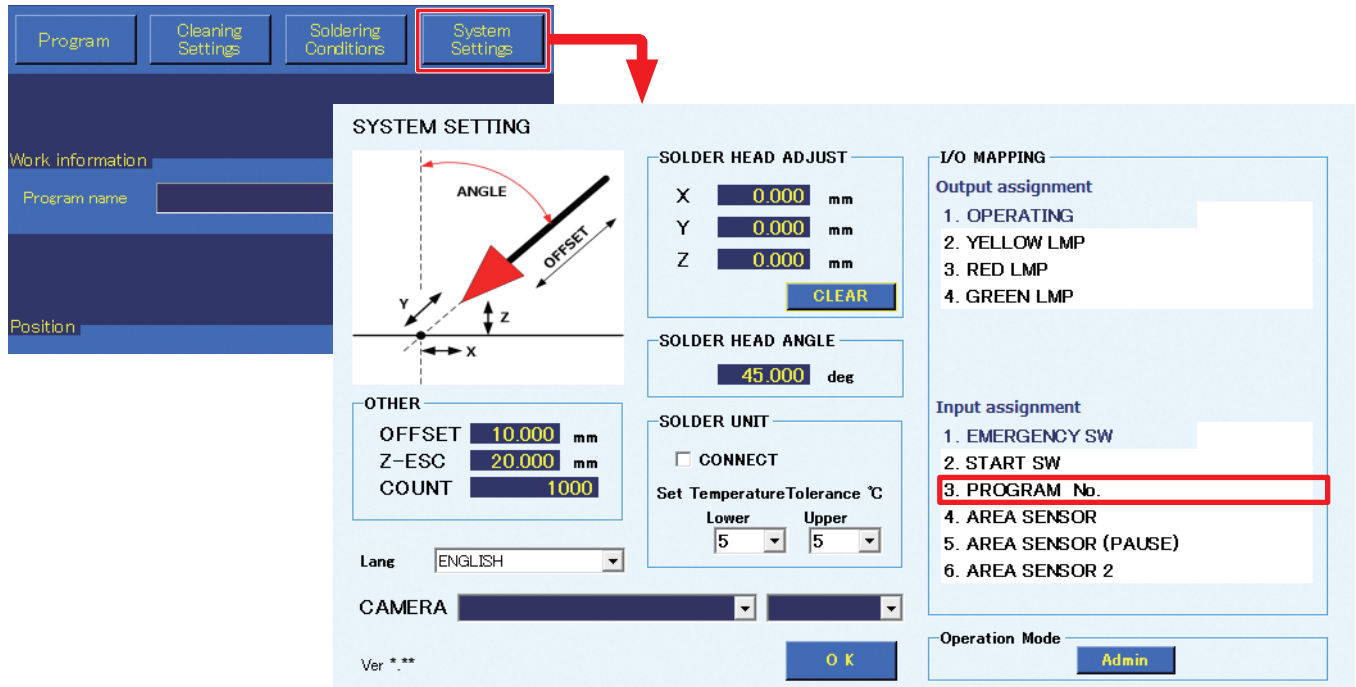 Program
Cleaning Settings
Soldering Conditions
System Settings
Work information
Program name
Position
SYSTEM SETTING
ANGLE
OFFSET
Y
Z
X
OTHER
OFFSET 10.000 mm
Z-ESC 20.000 mm
COUNT 1000
Lang ENGLISH
CAMERA
Ver *.**
SOLDER HEAD ADJUST
X 0.000 mm
Y 0.000 mm
Z 0.000 mm
CLEAR
SOLDER HEAD ANGLE
45.000 deg
SOLDER UNIT
CONNECT
Set TemperatureTolerance ℃
Lower Upper
5 5
O K
I/O MAPPING
Output assignment
1. OPERATING
2. YELLOW LMP
3. RED LMP
4. GREEN LMP
Input assignment
1. EMERGENCY SW
2. START SW
3. PROGRAM No.
4. AREA SENSOR
5. AREA SENSOR (PAUSE)
6. AREA SENSOR 2
Operation Mode
Admin